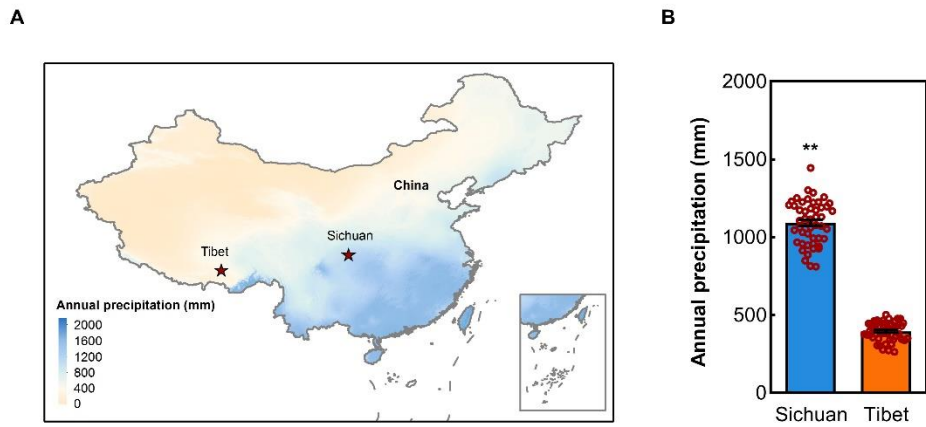 A
China
Tibet
Sichuan
Annual precipitation (mm)
2000
1600
1200
800
400
0
B
Annual precipitation (mm)
2000
1500
1000
500
0
**
Sichuan
Tibet